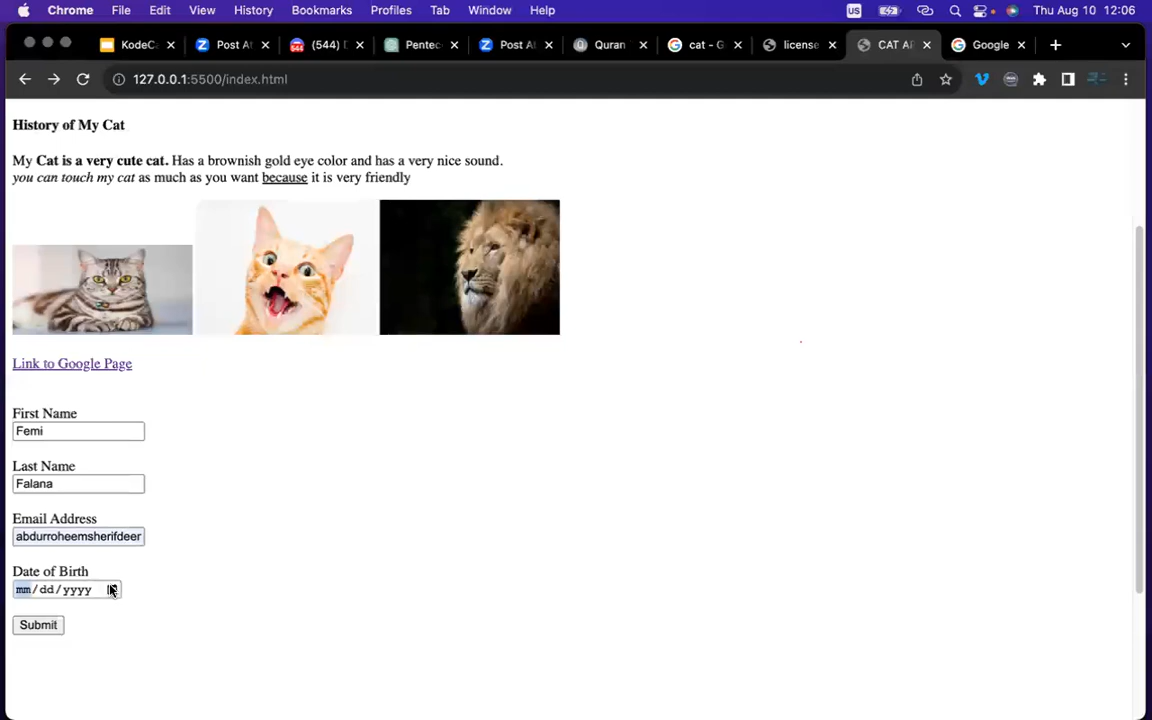 Chrome File Edit View History Bookmarks Profiles Tab Window Help US Thu Aug 10 12:06
KodeC Post At (544) Pentec Post At Quran cat - G license CAT AP Google
127.0.0.1:5500/index.html
History of My Cat
My Cat is a very cute cat. Has a brownish gold eye color and has a very nice sound.
you can touch my cat as much as you want because it is very friendly
Link to Google Page
First Name
Femi
Last Name
Falana
Email Address
abdurroheemsherifdeer
Date of Birth
mm/dd/yyyy
Submit